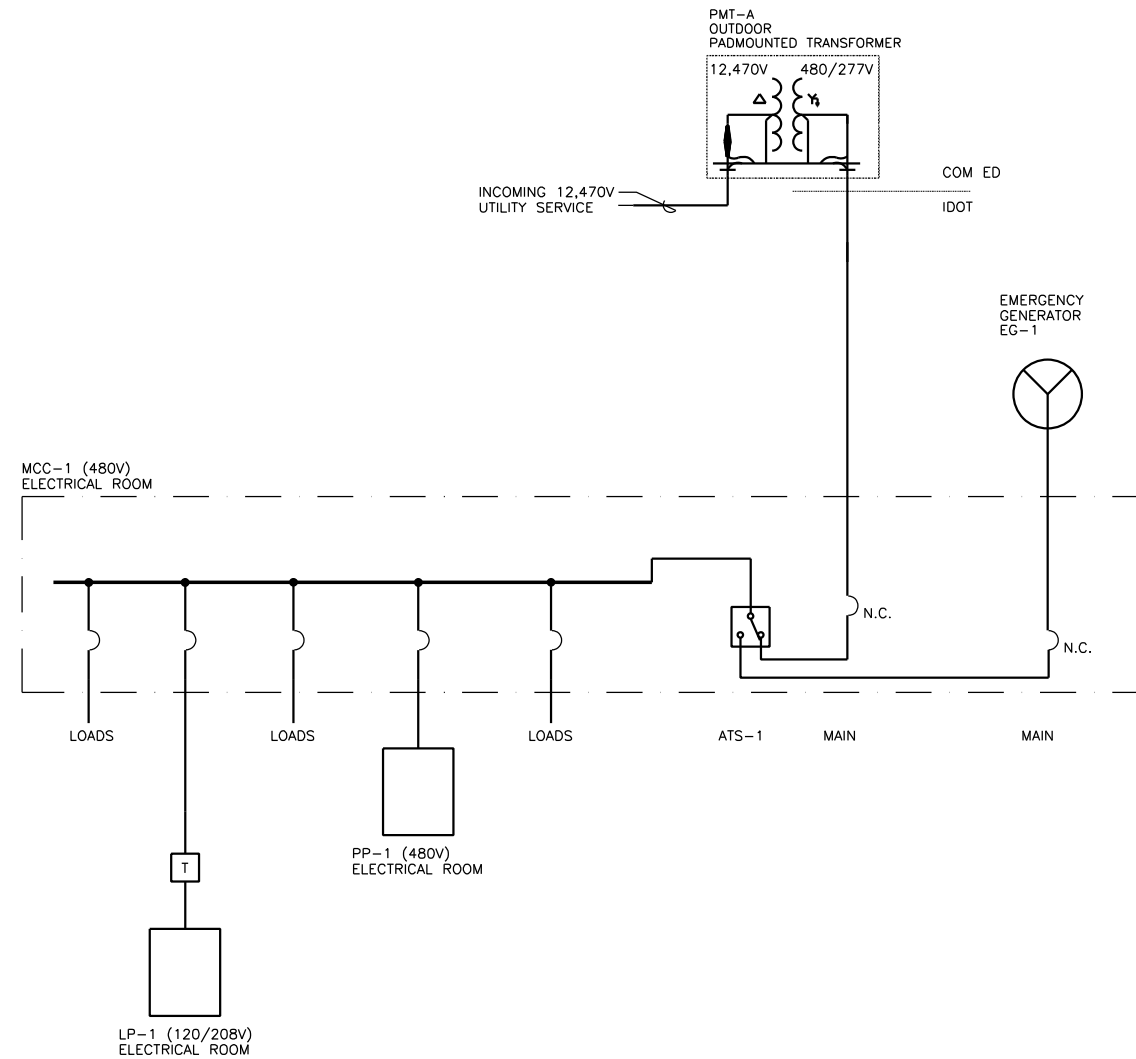 PMT-A
OUTDOOR
PADMOUNTED TRANSFORMER
12,470V 480/277V
COM ED
INCOMING 12,470V
UTILITY SERVICE
IDOT
EMERGENCY
GENERATOR
EG-1
MCC-1 (480V)
ELECTRICAL ROOM
N.C.
N.C.
LOADS LOADS LOADS ATS-1 MAIN MAIN
PP-1 (480V)
ELECTRICAL ROOM
T
LP-1 (120/208V)
ELECTRICAL ROOM